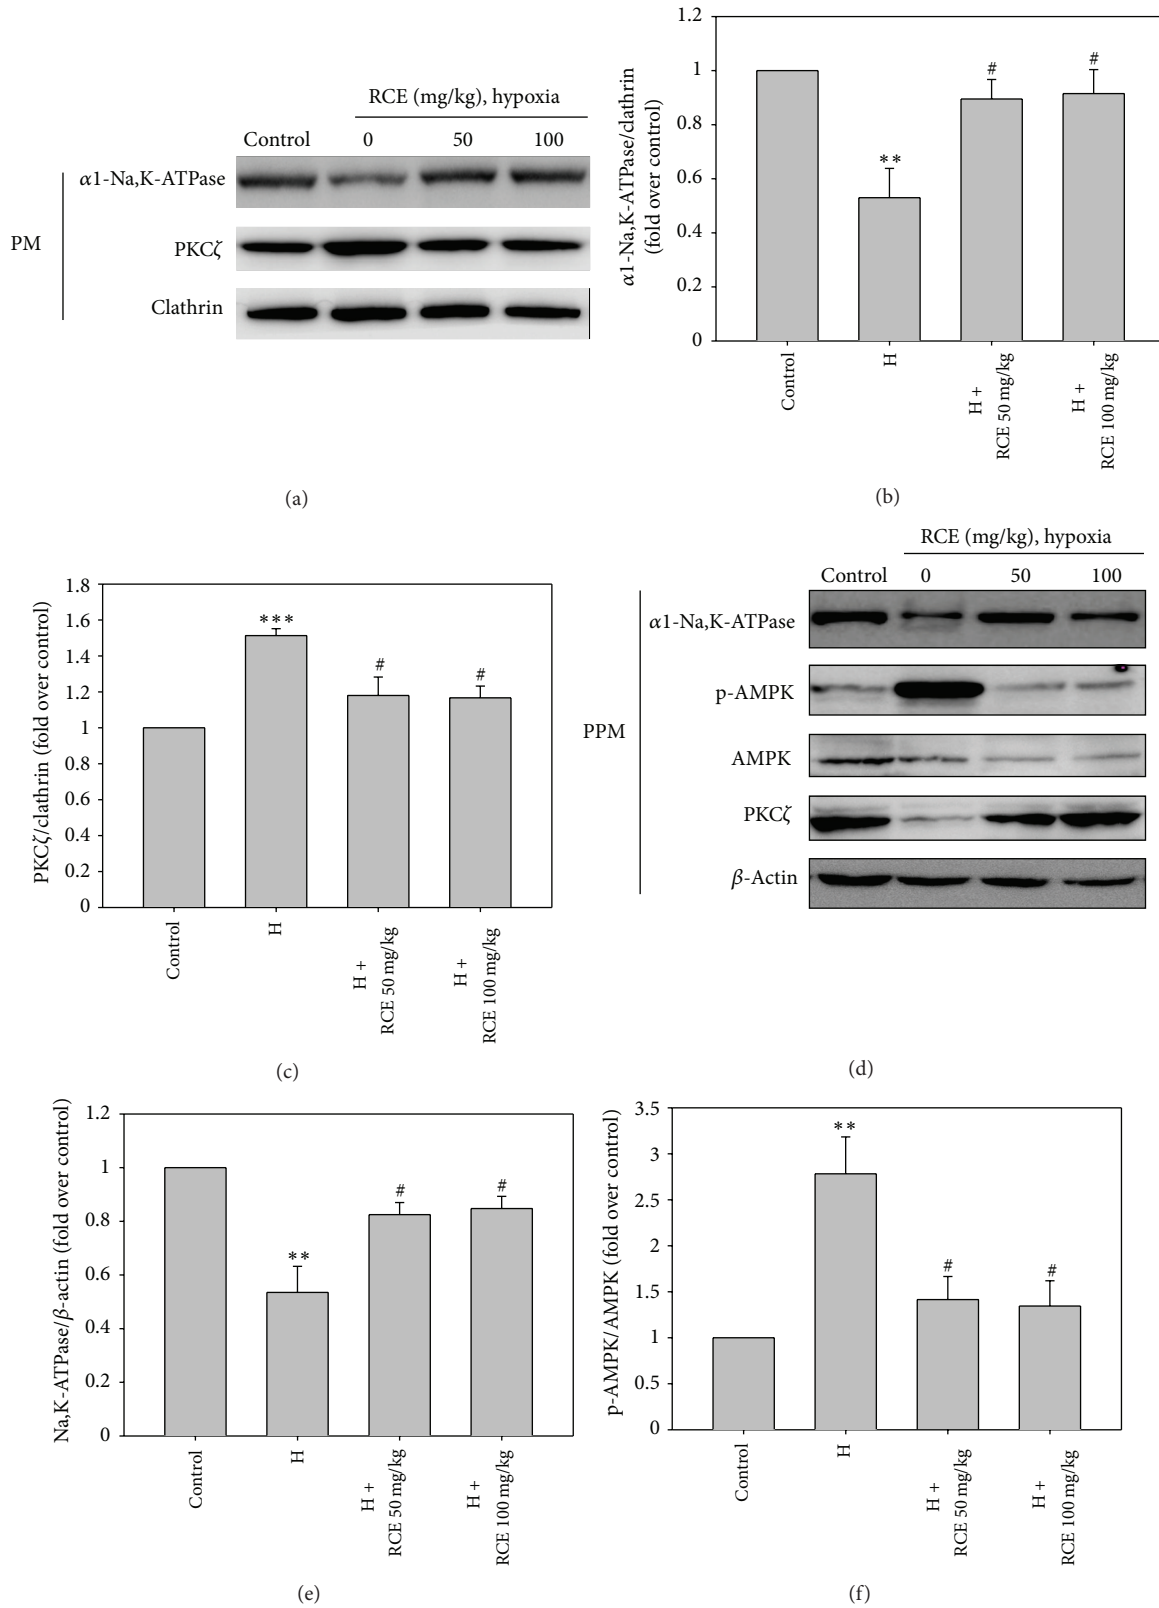 RCE (mg/kg), hypoxia
Control 0 50 100
α1-Na,K-ATPase
PM
PKCζ
Clathrin
(a)
α1-Na,K-ATPase/clathrin
(fold over control)
1.2
1
0.8
0.6
0.4
0.2
0
**
#
#
Control
H
H +
RCE 50 mg/kg
H +
RCE 100 mg/kg
(b)
PKCζ/clathrin (fold over control)
1.8
1.6
1.4
1.2
1
0.8
0.6
0.4
0.2
0
***
#
#
Control
H
H +
RCE 50 mg/kg
H +
RCE 100 mg/kg
(c)
RCE (mg/kg), hypoxia
Control 0 50 100
α1-Na,K-ATPase
p-AMPK
PPM
AMPK
PKCζ
β-Actin
(d)
Na,K-ATPase/β-actin (fold over control)
1.2
1
0.8
0.6
0.4
0.2
0
**
#
#
Control
H
H +
RCE 50 mg/kg
H +
RCE 100 mg/kg
(e)
p-AMPK/AMPK (fold over control)
3.5
3
2.5
2
1.5
1
0.5
0
**
#
#
Control
H
H +
RCE 50 mg/kg
H +
RCE 100 mg/kg
(f)